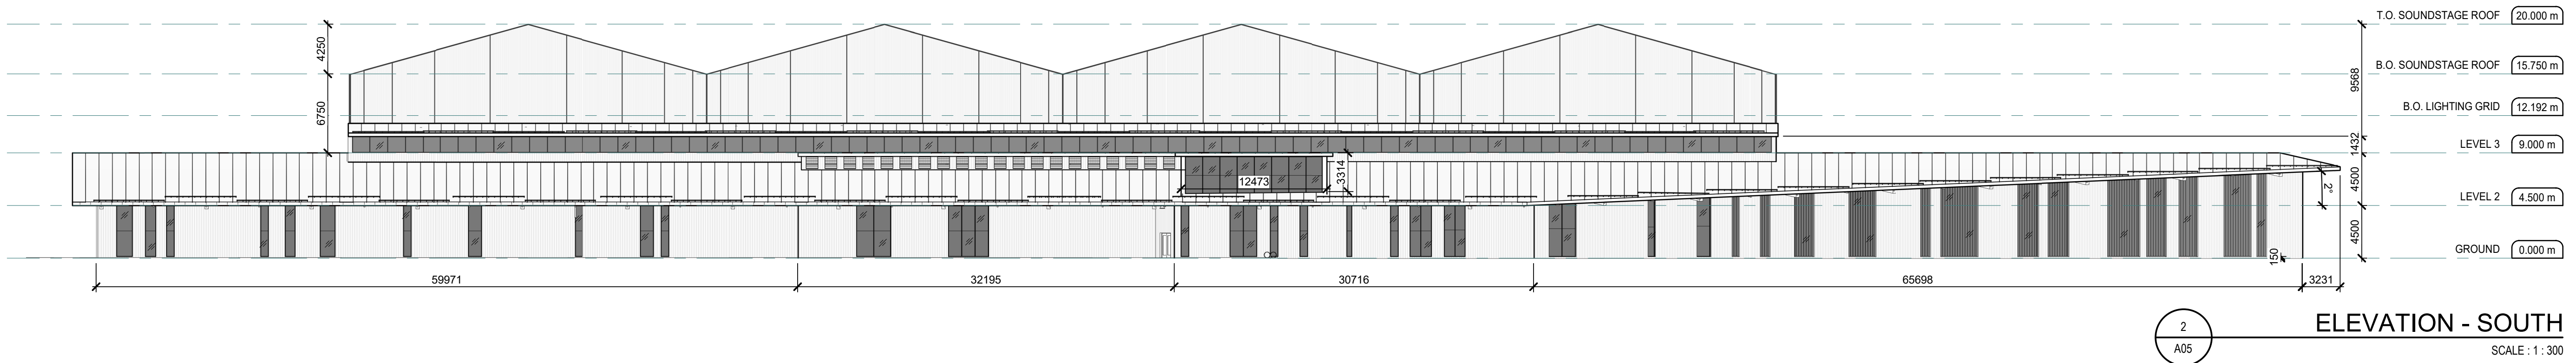 T.O. SOUNDSTAGE ROOF 20.000 m
4250
B.O. SOUNDSTAGE ROOF 15.750 m
9568
6750
B.O. LIGHTING GRID 12.192 m
1432
LEVEL 3 9.000 m
3314
12473
4500
2°
LEVEL 2 4.500 m
4500
150
GROUND 0.000 m
59971 32195 30716 65698 3231
2
A05
ELEVATION - SOUTH
SCALE : 1 : 300